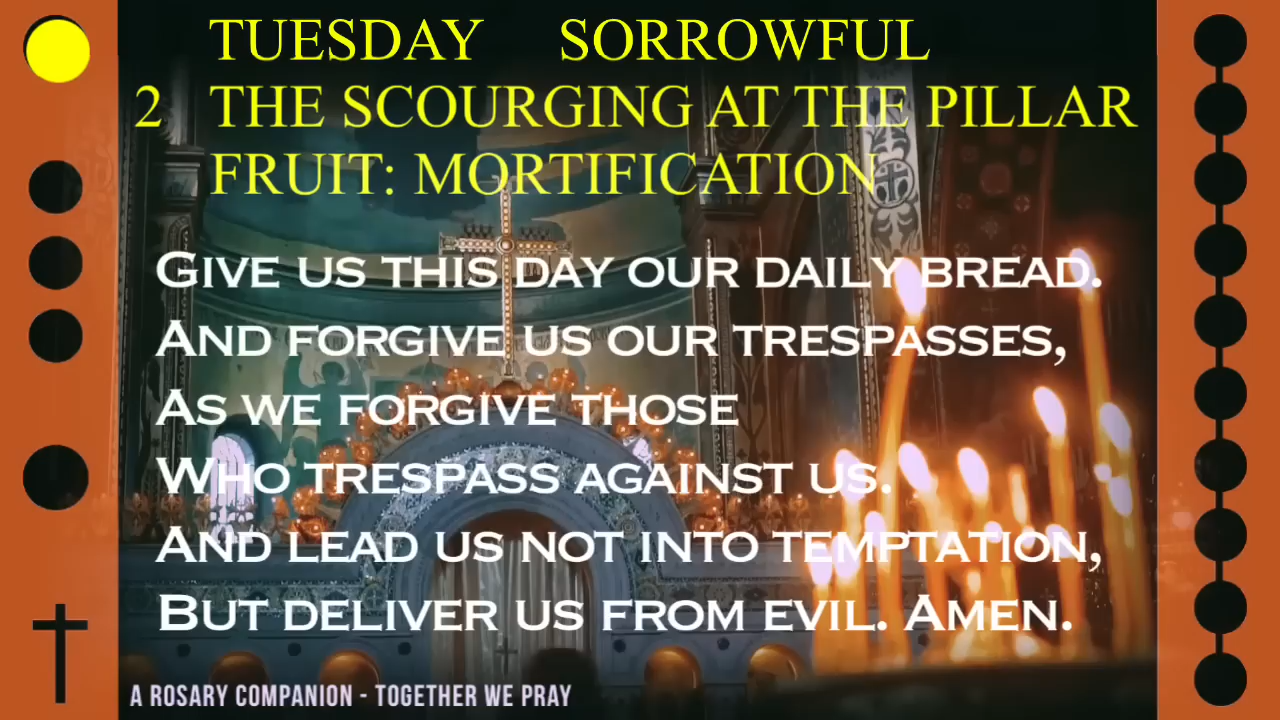 TUESDAY SORROWFUL
2 THE SCOURGING AT THE PILLAR
FRUIT: MORTIFICATION
GIVE US THIS DAY OUR DAILY BREAD.
AND FORGIVE US OUR TRESPASSES,
AS WE FORGIVE THOSE
WHO TRESPASS AGAINST US.
AND LEAD US NOT INTO TEMPTATION,
BUT DELIVER US FROM EVIL. AMEN.
A ROSARY COMPANION - TOGETHER WE PRAY